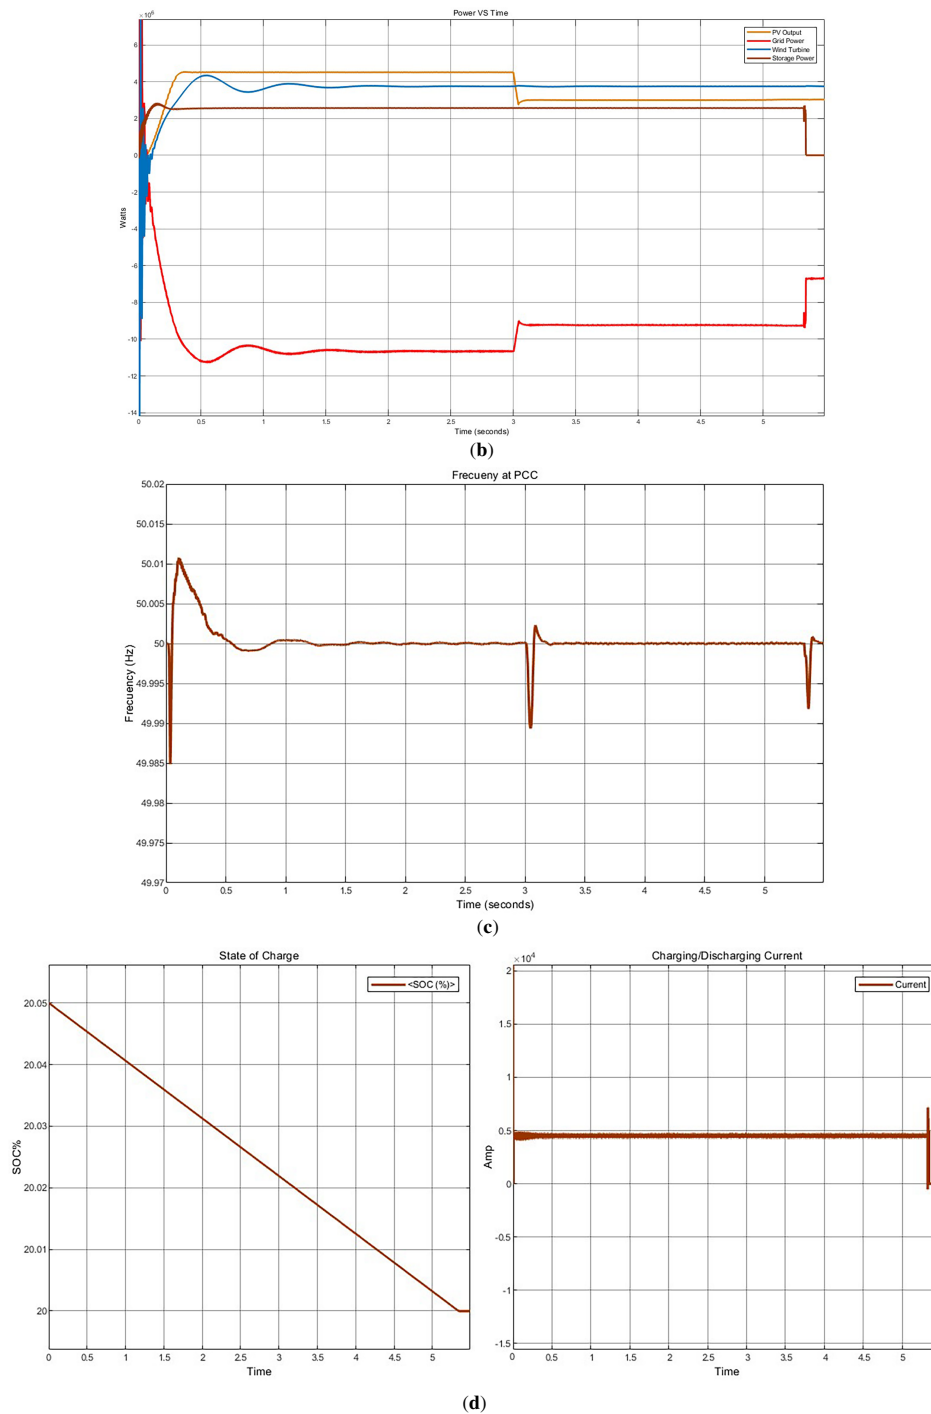 Power VS Time
×10⁶
PV Output
Grid Power
Wind Turbine
Storage Power
6
4
2
0
-2
-4
-6
-8
-10
-12
-14
Watts
0 0.5 1 1.5 2 2.5 3 3.5 4 4.5 5
Time (seconds)
(b)
Frecueny at PCC
50.02
50.015
50.01
50.005
50
49.995
49.99
49.985
49.98
49.975
49.97
Frecuency (Hz)
0 0.5 1 1.5 2 2.5 3 3.5 4 4.5 5
Time (seconds)
(c)
State of Charge
<SOC (%)>
20.05
20.04
20.03
20.02
20.01
20
SOC%
0 0.5 1 1.5 2 2.5 3 3.5 4 4.5 5
Time
Charging/Discharging Current
×10⁴
Current
2
1.5
1
0.5
0
-0.5
-1
-1.5
Amp
0 0.5 1 1.5 2 2.5 3 3.5 4 4.5 5
Time
(d)